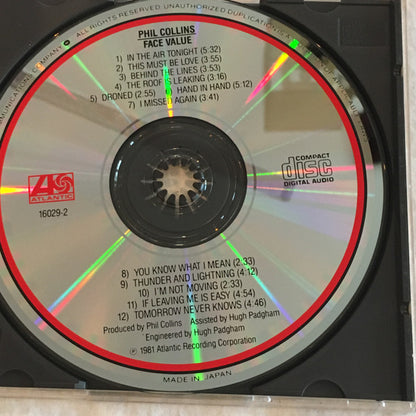 MMUNICATIONS COMPANY
ALL RIGHTS RESERVED. UNAUTHORIZED DUPLICATION IS A
PHIL COLLINS
FACE VALUE
1) IN THE AIR TONIGHT (5:32)
2) THIS MUST BE LOVE (3:55)
3) BEHIND THE LINES (3:53)
4) THE ROOF IS LEAKING (3:16)
5) DRONED (2:55) 6) HAND IN HAND (5:12)
7) I MISSED AGAIN (3:41)
ATLANTIC
16029-2
COMPACT
disc
DIGITAL AUDIO
8) YOU KNOW WHAT I MEAN (2:33)
9) THUNDER AND LIGHTNING (4:12)
10) I'M NOT MOVING (2:33)
11) IF LEAVING ME IS EASY (4:54)
12) TOMORROW NEVER KNOWS (4:46)
Produced by Phil Collins Assisted by Hugh Padgham
Engineered by Hugh Padgham
℗ 1981 Atlantic Recording Corporation
MADE IN JAPAN